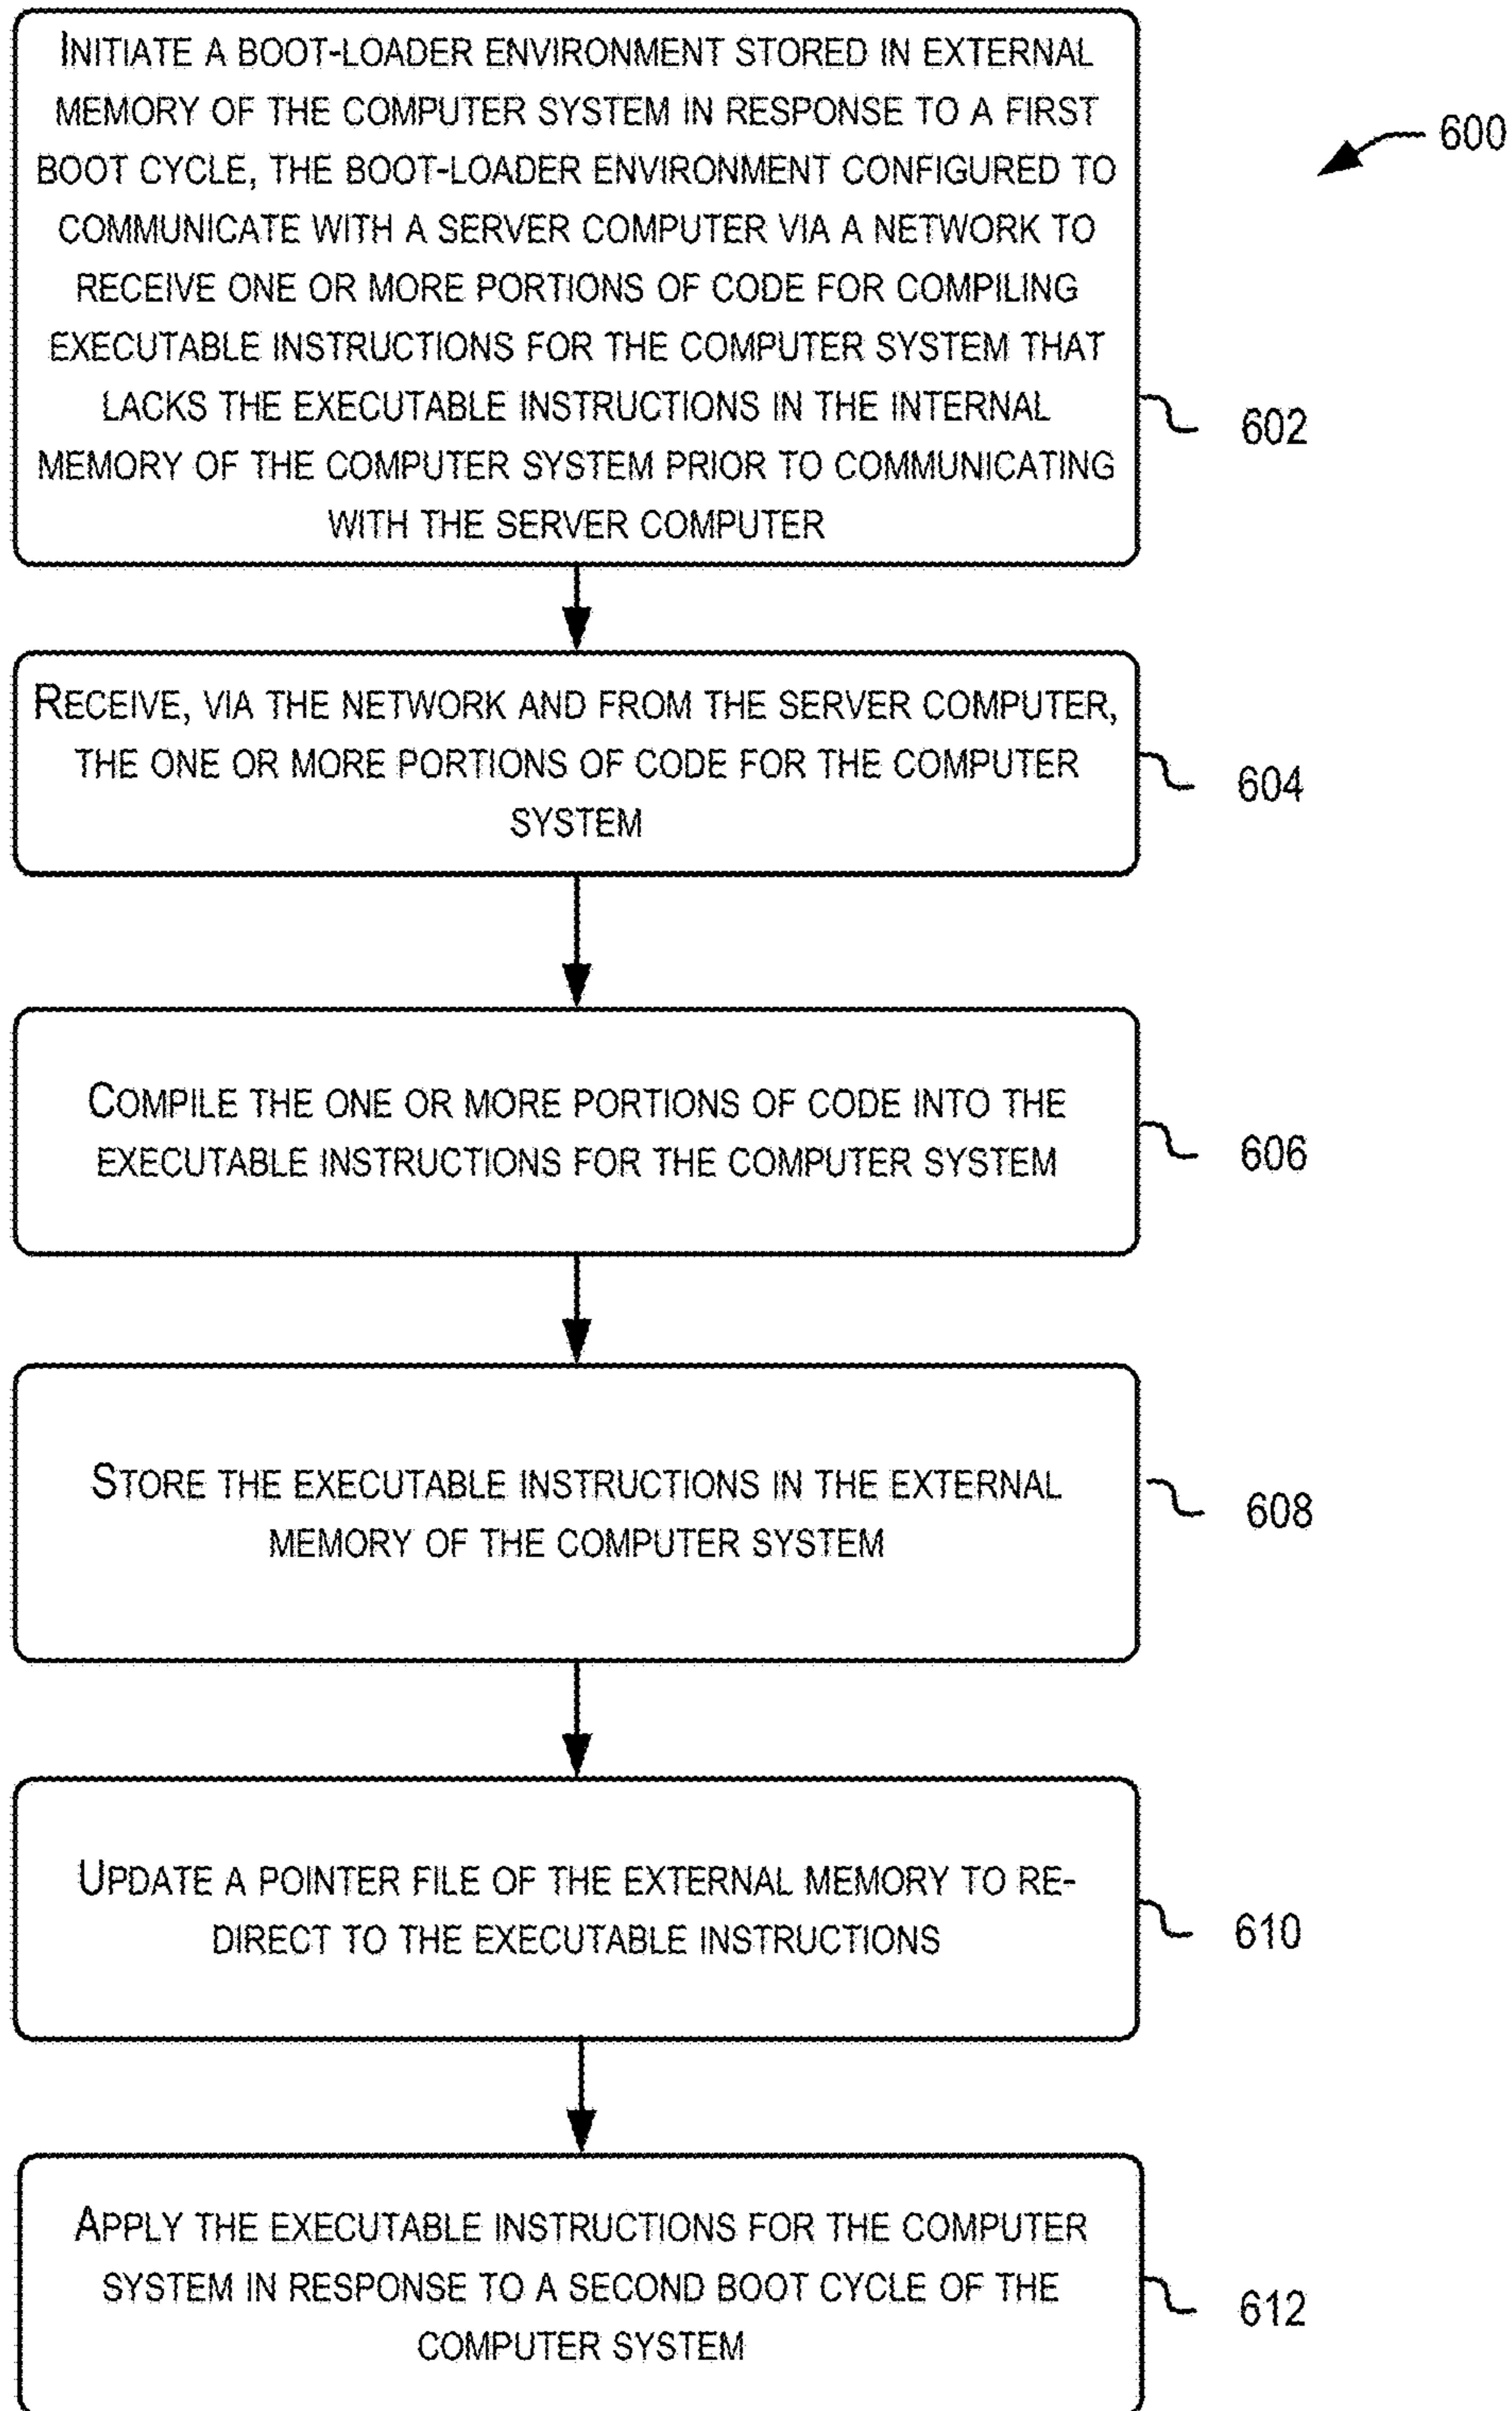 INITIATE A BOOT-LOADER ENVIRONMENT STORED IN EXTERNAL
MEMORY OF THE COMPUTER SYSTEM IN RESPONSE TO A FIRST
BOOT CYCLE, THE BOOT-LOADER ENVIRONMENT CONFIGURED TO
COMMUNICATE WITH A SERVER COMPUTER VIA A NETWORK TO
RECEIVE ONE OR MORE PORTIONS OF CODE FOR COMPILING
EXECUTABLE INSTRUCTIONS FOR THE COMPUTER SYSTEM THAT
LACKS THE EXECUTABLE INSTRUCTIONS IN THE INTERNAL
MEMORY OF THE COMPUTER SYSTEM PRIOR TO COMMUNICATING
WITH THE SERVER COMPUTER
600
602
RECEIVE, VIA THE NETWORK AND FROM THE SERVER COMPUTER,
THE ONE OR MORE PORTIONS OF CODE FOR THE COMPUTER
SYSTEM
604
COMPILE THE ONE OR MORE PORTIONS OF CODE INTO THE
EXECUTABLE INSTRUCTIONS FOR THE COMPUTER SYSTEM
606
STORE THE EXECUTABLE INSTRUCTIONS IN THE EXTERNAL
MEMORY OF THE COMPUTER SYSTEM
608
UPDATE A POINTER FILE OF THE EXTERNAL MEMORY TO RE-
DIRECT TO THE EXECUTABLE INSTRUCTIONS
610
APPLY THE EXECUTABLE INSTRUCTIONS FOR THE COMPUTER
SYSTEM IN RESPONSE TO A SECOND BOOT CYCLE OF THE
COMPUTER SYSTEM
612